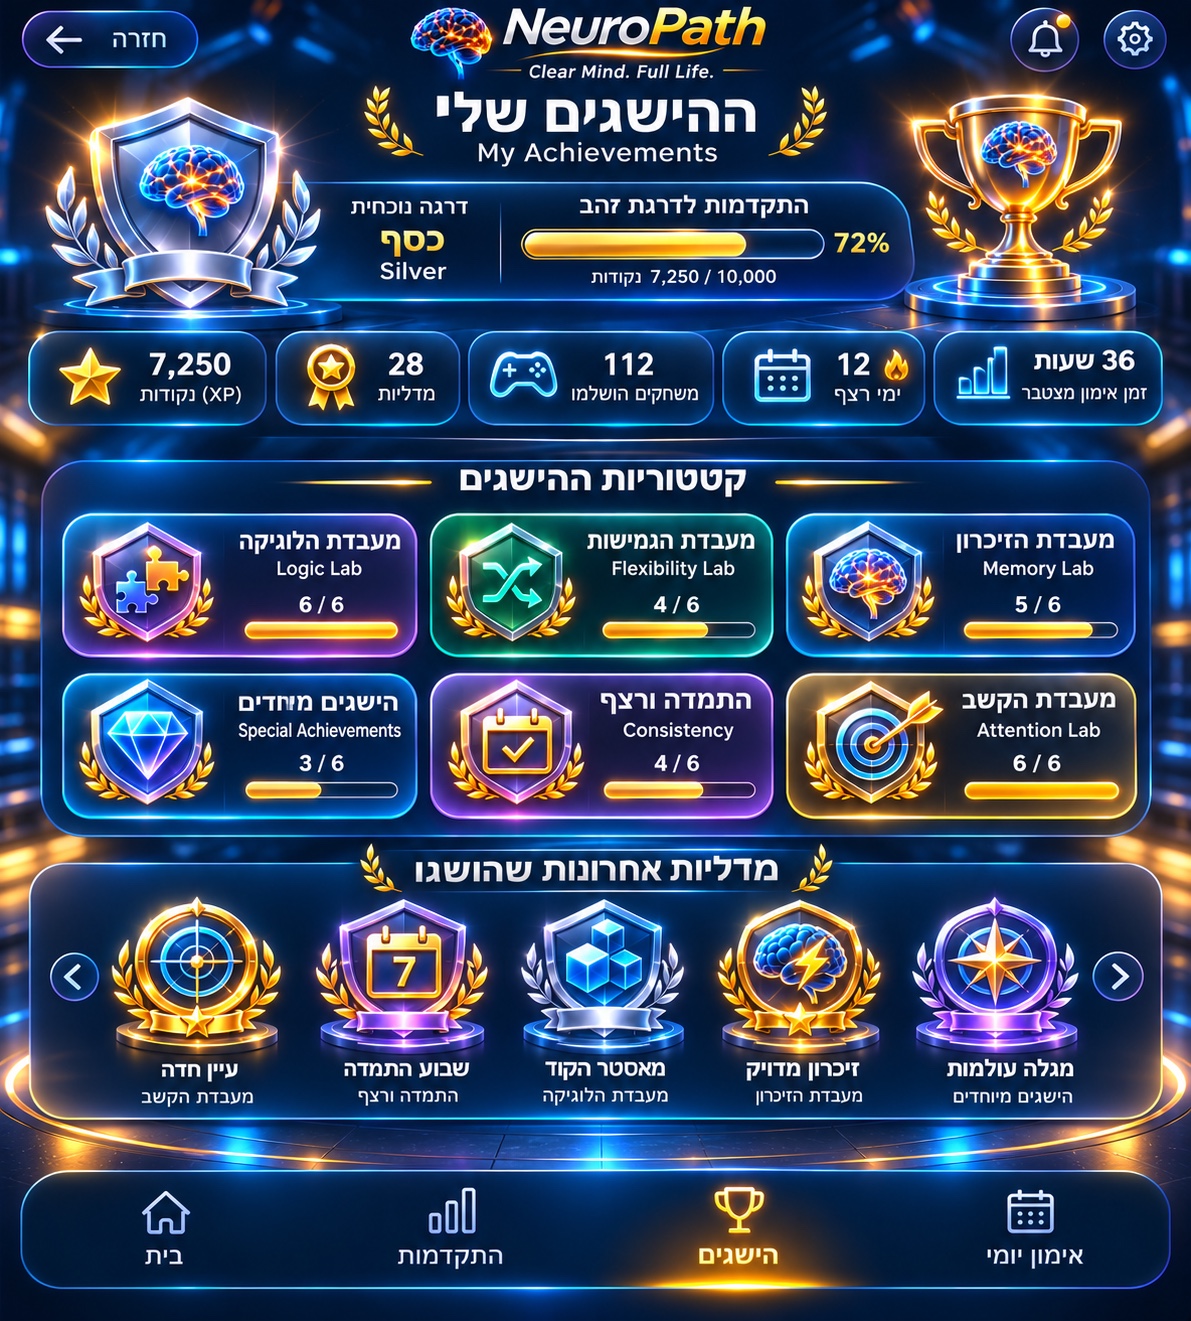 חזרה
NeuroPath
Clear Mind. Full Life.
ההישגים שלי
My Achievements
דרגה נוכחית
כסף
Silver
התקדמות לדרגת זהב
72%
7,250 / 10,000 נקודות
36 שעות
זמן אימון מצטבר
12
ימי רצף
112
משחקים הושלמו
28
מדליות
7,250
נקודות (XP)
קטטוריות ההישגים
מעבדת הזיכרון
Memory Lab
5 / 6
מעבדת הגמישות
Flexibility Lab
4 / 6
מעבדת הלוגיקה
Logic Lab
6 / 6
מעבדת הקשב
Attention Lab
6 / 6
התמדה ורצף
Consistency
4 / 6
הישגים מיוחדים
Special Achievements
3 / 6
מדליות אחרונות שהושגו
7
מגלה עולמות
הישגים מיוחדים
זיכרון מדויק
מעבדת הזיכרון
מאסטר הקוד
מעבדת הלוגיקה
שבוע התמדה
התמדה ורצף
עיין חדה
מעבדת הקשב
אימון יומי
הישגים
התקדמות
בית